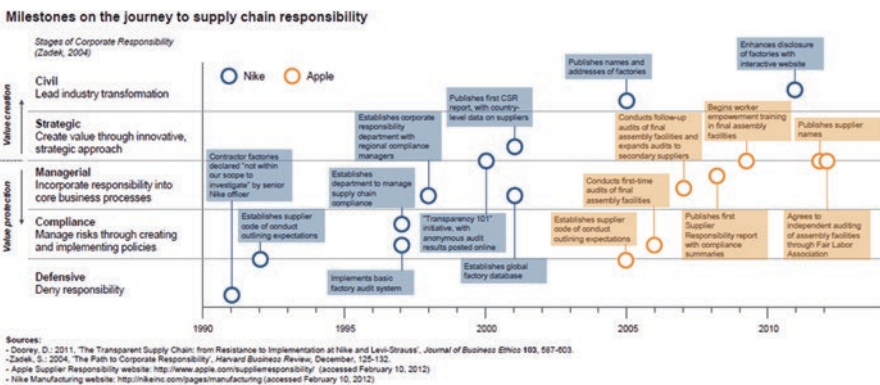 Milestones on the journey to supply chain responsibility
Stages of Corporate Responsibility
(Zadek, 2004)
Nike
Apple
Civil
Lead industry transformation
Strategic
Create value through innovative,
strategic approach
Managerial
Incorporate responsibility into
core business processes
Compliance
Manage risks through creating
and implementing policies
Defensive
Deny responsibility
Value creation
Value protection
Contractor factories
declared "not within
our scope to
investigate" by senior
Nike officer
Establishes supplier
code of conduct
outlining expectations
Establishes
department to manage
supply chain
compliance
Implements basic
factory audit system
Establishes corporate
responsibility
department with
regional compliance
managers
"Transparency 101"
initiative, with
anonymous audit
results posted online
Publishes first CSR
report, with country-
level data on suppliers
Establishes global
factory database
Publishes names and
addresses of factories
Enhances disclosure
of factories with
interactive website
Establishes supplier
code of conduct
outlining expectations
Conducts first-time
audits of final
assembly facilities
Conducts follow-up
audits of final
assembly facilities and
expands audits to
secondary suppliers
Publishes first
Supplier
Responsibility report
with compliance
summaries
Begins worker
empowerment training
in final assembly
facilities
Publishes supplier
names
Agrees to
independent auditing
of assembly facilities
through Fair Labor
Association
1990
1995
2000
2005
2010
Sources:
- Doorey, D.: 2011, 'The Transparent Supply Chain: from Resistance to Implementation at Nike and Levi-Strauss', Journal of Business Ethics 103, 587-603.
-Zadek, S.: 2004, 'The Path to Corporate Responsibility', Harvard Business Review, December, 125-132.
- Apple Supplier Responsibility website: http://www.apple.com/supplierresponsibility/ (accessed February 10, 2012)
- Nike Manufacturing website: http://nikeinc.com/pages/manufacturing (accessed February 10, 2012)